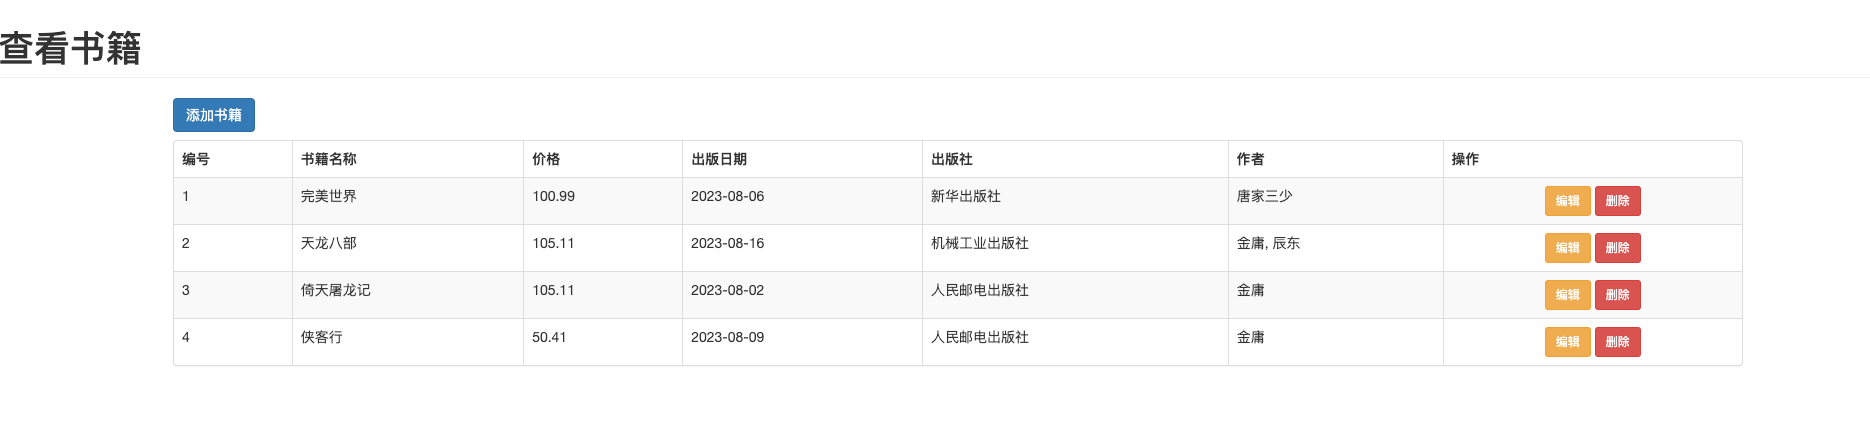 查看书籍
添加书籍
编号 书籍名称 价格 出版日期 出版社 作者 操作
1 完美世界 100.99 2023-08-06 新华出版社 唐家三少 编辑 删除
2 天龙八部 105.11 2023-08-16 机械工业出版社 金庸, 辰东 编辑 删除
3 倚天屠龙记 105.11 2023-08-02 人民邮电出版社 金庸 编辑 删除
4 侠客行 50.41 2023-08-09 人民邮电出版社 金庸 编辑 删除